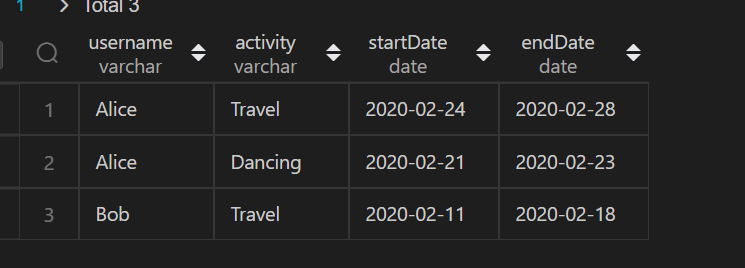 1 > Total 3
username activity startDate endDate
varchar varchar date date
1 Alice Travel 2020-02-24 2020-02-28
2 Alice Dancing 2020-02-21 2020-02-23
3 Bob Travel 2020-02-11 2020-02-18